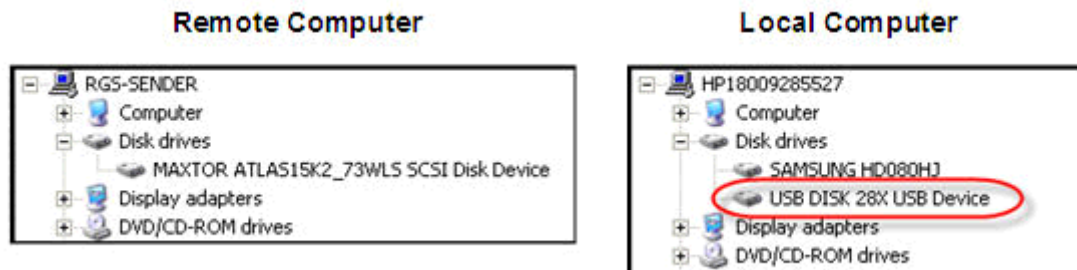 Remote Computer
RGS-SENDER
Computer
Disk drives
MAXTOR ATLAS15K2_73WLS SCSI Disk Device
Display adapters
DVD/CD-ROM drives
Local Computer
HP18009285527
Computer
Disk drives
SAMSUNG HD080HJ
USB DISK 28X USB Device
Display adapters
DVD/CD-ROM drives